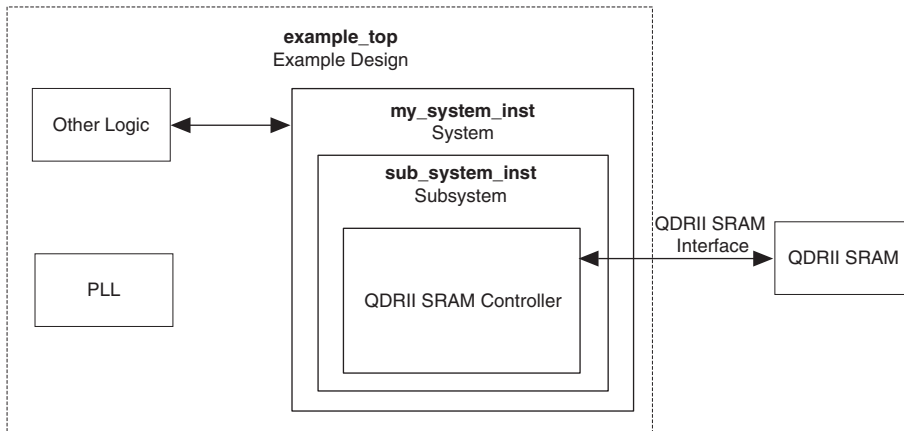 example_top
Example Design
Other Logic
my_system_inst
System
sub_system_inst
Subsystem
QDRII SRAM
Interface
QDRII SRAM
PLL
QDRII SRAM Controller